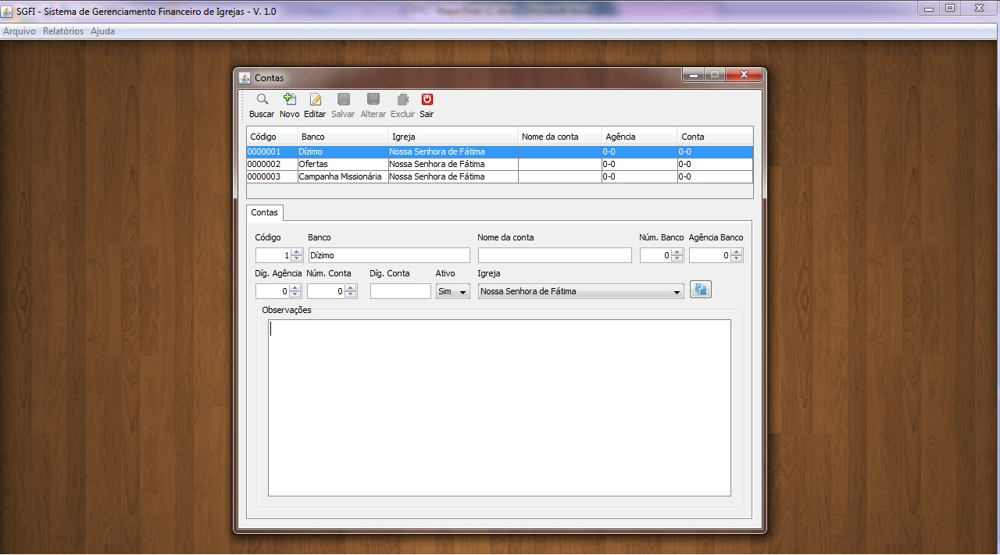 SGFI - Sistema de Gerenciamento Financeiro de Igrejas - V. 1.0
Arquivo Relatórios Ajuda
Contas
Buscar Novo Editar Salvar Alterar Excluir Sair
Código Banco Igreja Nome da conta Agência Conta
0000001 Dízimo Nossa Senhora de Fátima 0-0 0-0
0000002 Ofertas Nossa Senhora de Fátima 0-0 0-0
0000003 Campanha Missionária Nossa Senhora de Fátima 0-0 0-0
Contas
Código Banco Nome da conta Núm. Banco Agência Banco
1 Dízimo 0 0
Díg. Agência Núm. Conta Díg. Conta Ativo Igreja
0 0 Sim Nossa Senhora de Fátima
Observações